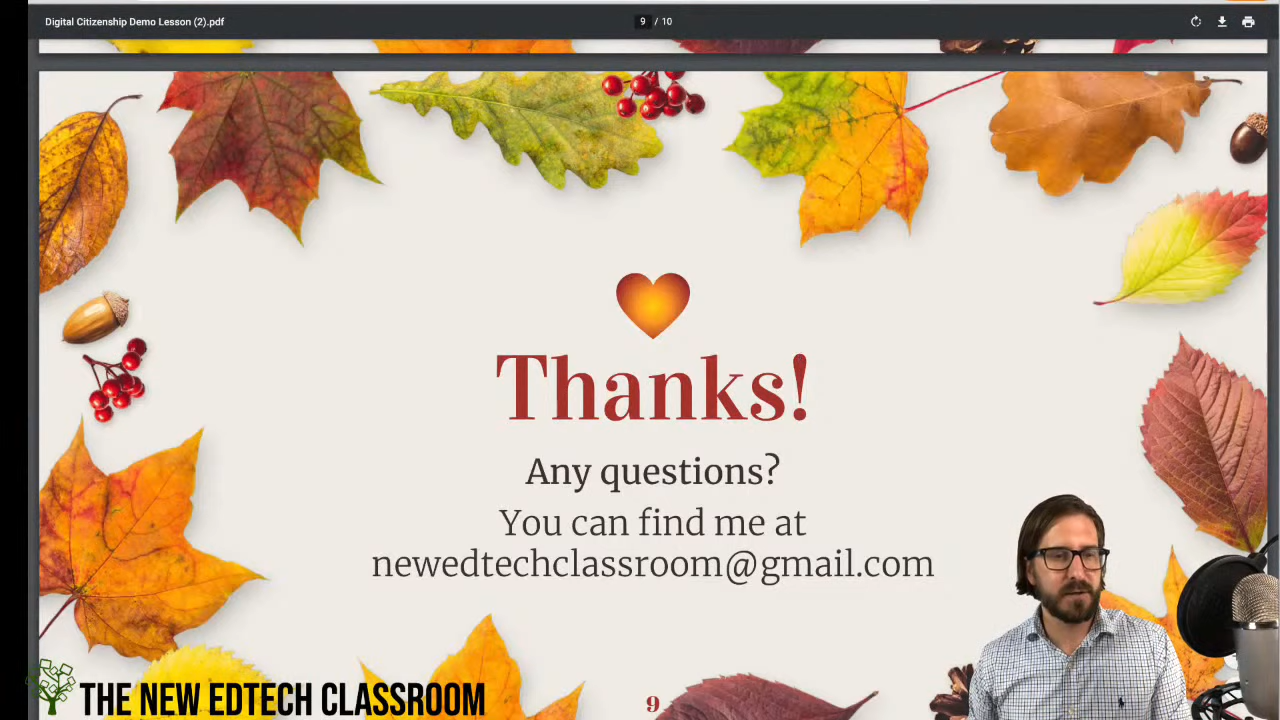 Digital Citizenship Demo Lesson (2).pdf
9 / 10
Thanks!
Any questions?
You can find me at
newedtechclassroom@gmail.com
9
THE NEW EDTECH CLASSROOM